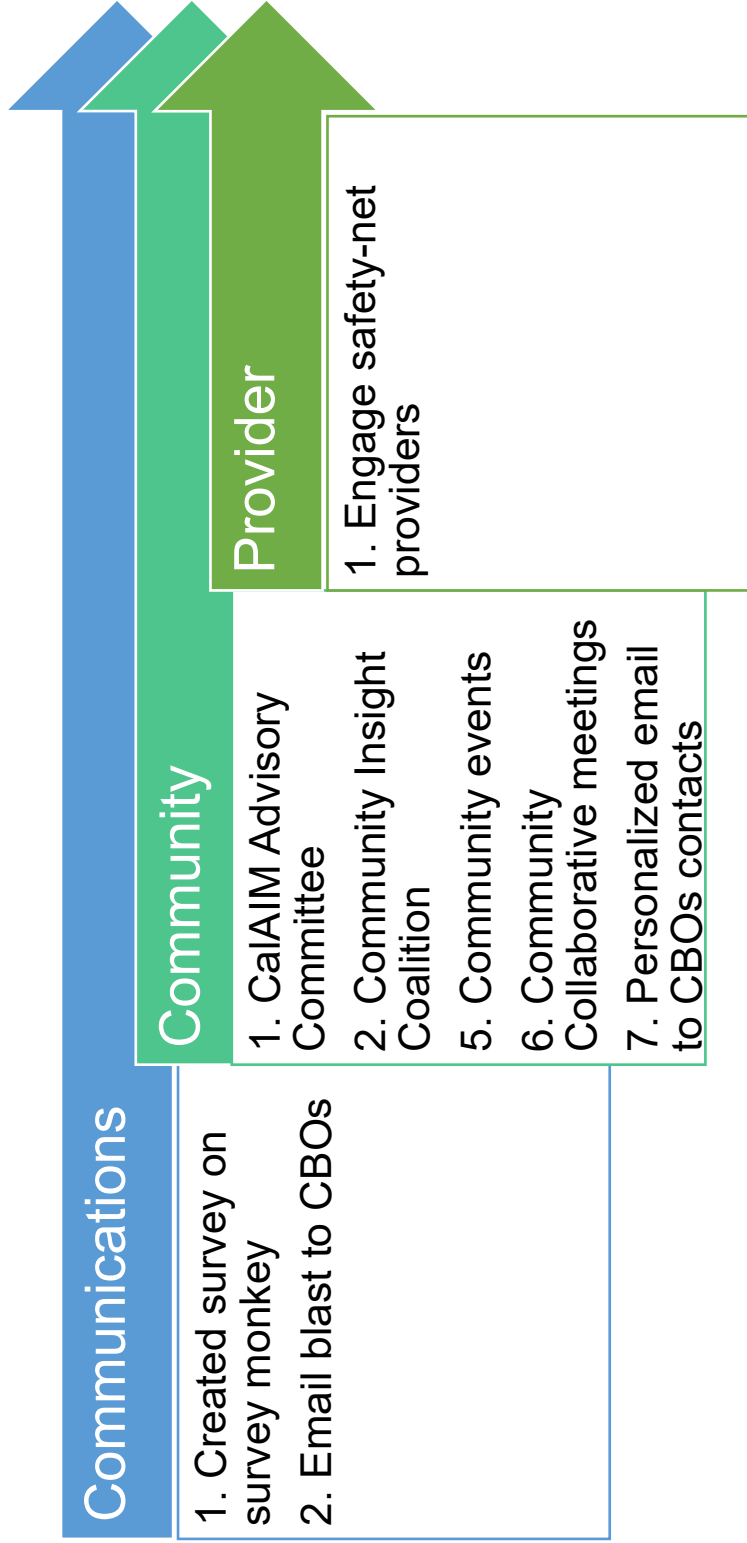 Communications
1. Created survey on
survey monkey
2. Email blast to CBOs
Community
1. CalAIM Advisory
Committee
2. Community Insight
Coalition
5. Community events
6. Community
Collaborative meetings
7. Personalized email
to CBOs contacts
Provider
1. Engage safety-net
providers